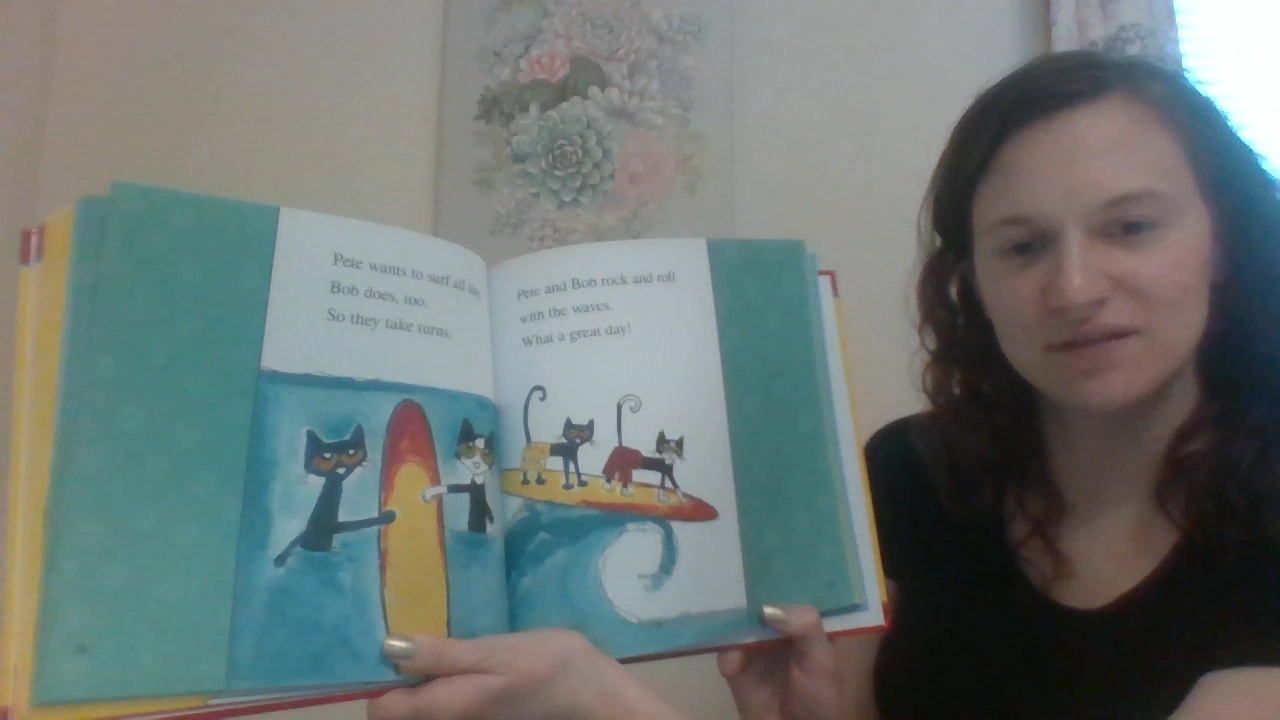 Pete wants to surf all day.
Bob does, too.
So they take turns.
Pete and Bob rock and roll
with the waves.
What a great day!